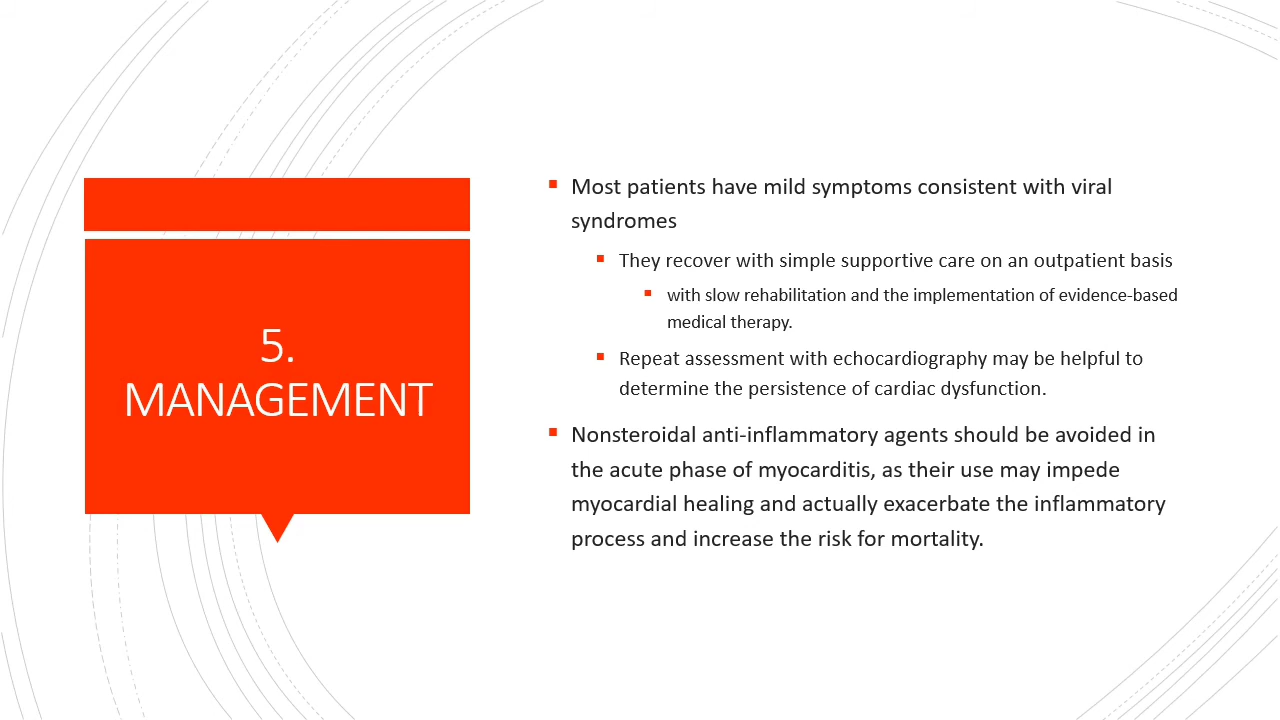 5.
MANAGEMENT
Most patients have mild symptoms consistent with viral
syndromes
They recover with simple supportive care on an outpatient basis
with slow rehabilitation and the implementation of evidence-based
medical therapy.
Repeat assessment with echocardiography may be helpful to
determine the persistence of cardiac dysfunction.
Nonsteroidal anti-inflammatory agents should be avoided in
the acute phase of myocarditis, as their use may impede
myocardial healing and actually exacerbate the inflammatory
process and increase the risk for mortality.